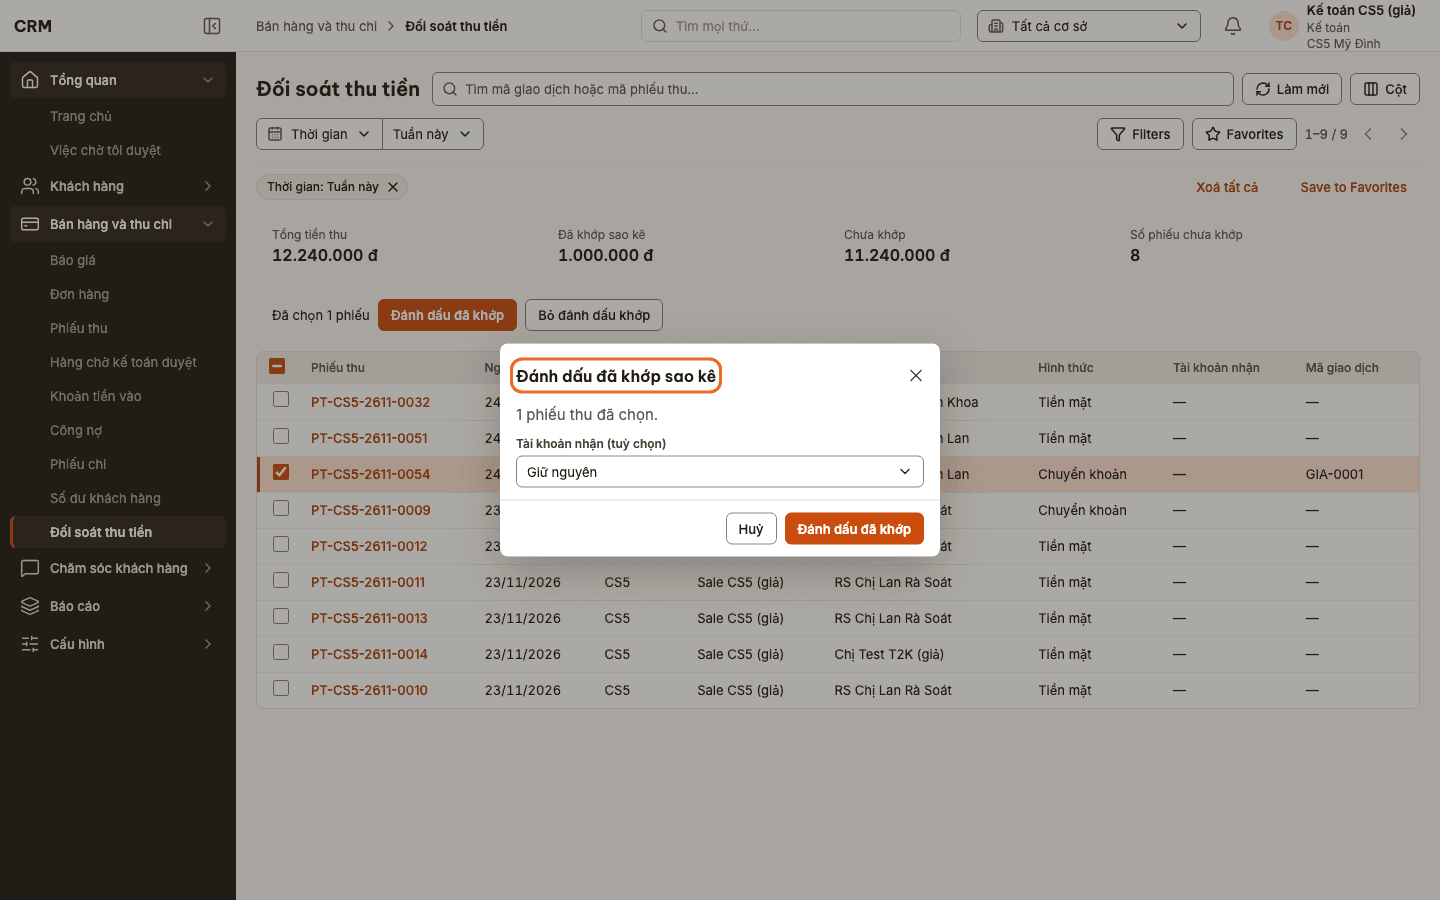 CRM
Bán hàng và thu chi > Đối soát thu tiền
Tìm mọi thứ...
Tất cả cơ sở
TC
Kế toán CS5 (giả)
Kế toán
CS5 Mỹ Đình
Tổng quan
Trang chủ
Việc chờ tôi duyệt
Khách hàng
Bán hàng và thu chi
Báo giá
Đơn hàng
Phiếu thu
Hàng chờ kế toán duyệt
Khoản tiền vào
Công nợ
Phiếu chi
Số dư khách hàng
Đối soát thu tiền
Chăm sóc khách hàng
Báo cáo
Cấu hình
Đối soát thu tiền
Tìm mã giao dịch hoặc mã phiếu thu...
Làm mới
Cột
Thời gian
Tuần này
Filters
Favorites
1–9 / 9
Thời gian: Tuần này
Xoá tất cả
Save to Favorites
Tổng tiền thu
12.240.000 đ
Đã khớp sao kê
1.000.000 đ
Chưa khớp
11.240.000 đ
Số phiếu chưa khớp
8
Đã chọn 1 phiếu
Đánh dấu đã khớp
Bỏ đánh dấu khớp
Phiếu thu Ng Hình thức Tài khoản nhận Mã giao dịch
PT-CS5-2611-0032 24 Khoa Tiền mặt — —
PT-CS5-2611-0051 24 Lan Tiền mặt — —
PT-CS5-2611-0054 24 Lan Chuyển khoản — GIA-0001
PT-CS5-2611-0009 23 át Chuyển khoản — —
PT-CS5-2611-0012 23 át Tiền mặt — —
PT-CS5-2611-0011 23/11/2026 CS5 Sale CS5 (giả) RS Chị Lan Rà Soát Tiền mặt — —
PT-CS5-2611-0013 23/11/2026 CS5 Sale CS5 (giả) RS Chị Lan Rà Soát Tiền mặt — —
PT-CS5-2611-0014 23/11/2026 CS5 Sale CS5 (giả) Chị Test T2K (giả) Tiền mặt — —
PT-CS5-2611-0010 23/11/2026 CS5 Sale CS5 (giả) RS Chị Lan Rà Soát Tiền mặt — —
Đánh dấu đã khớp sao kê
1 phiếu thu đã chọn.
Tài khoản nhận (tuỳ chọn)
Giữ nguyên
Huỷ
Đánh dấu đã khớp